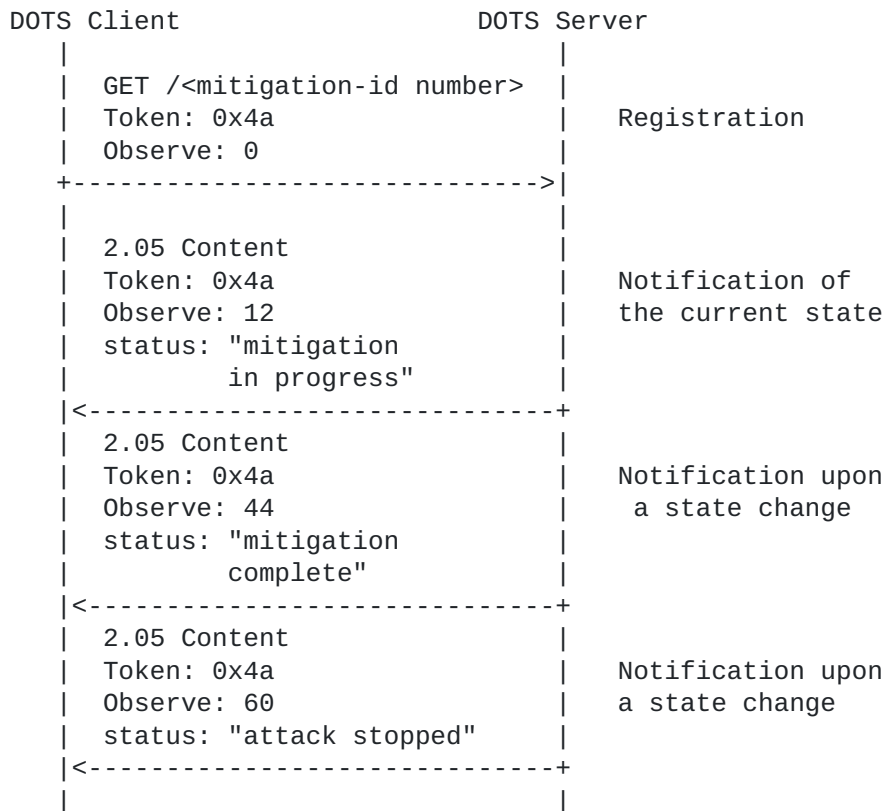 DOTS Client DOTS Server
| |
| GET /<mitigation-id number> |
| Token: 0x4a | Registration
| Observe: 0 |
+------------------------------>|
| |
| 2.05 Content |
| Token: 0x4a | Notification of
| Observe: 12 | the current state
| status: "mitigation |
| in progress" |
|<------------------------------+
| 2.05 Content |
| Token: 0x4a | Notification upon
| Observe: 44 | a state change
| status: "mitigation |
| complete" |
|<------------------------------+
| 2.05 Content |
| Token: 0x4a | Notification upon
| Observe: 60 | a state change
| status: "attack stopped" |
|<------------------------------+
| |